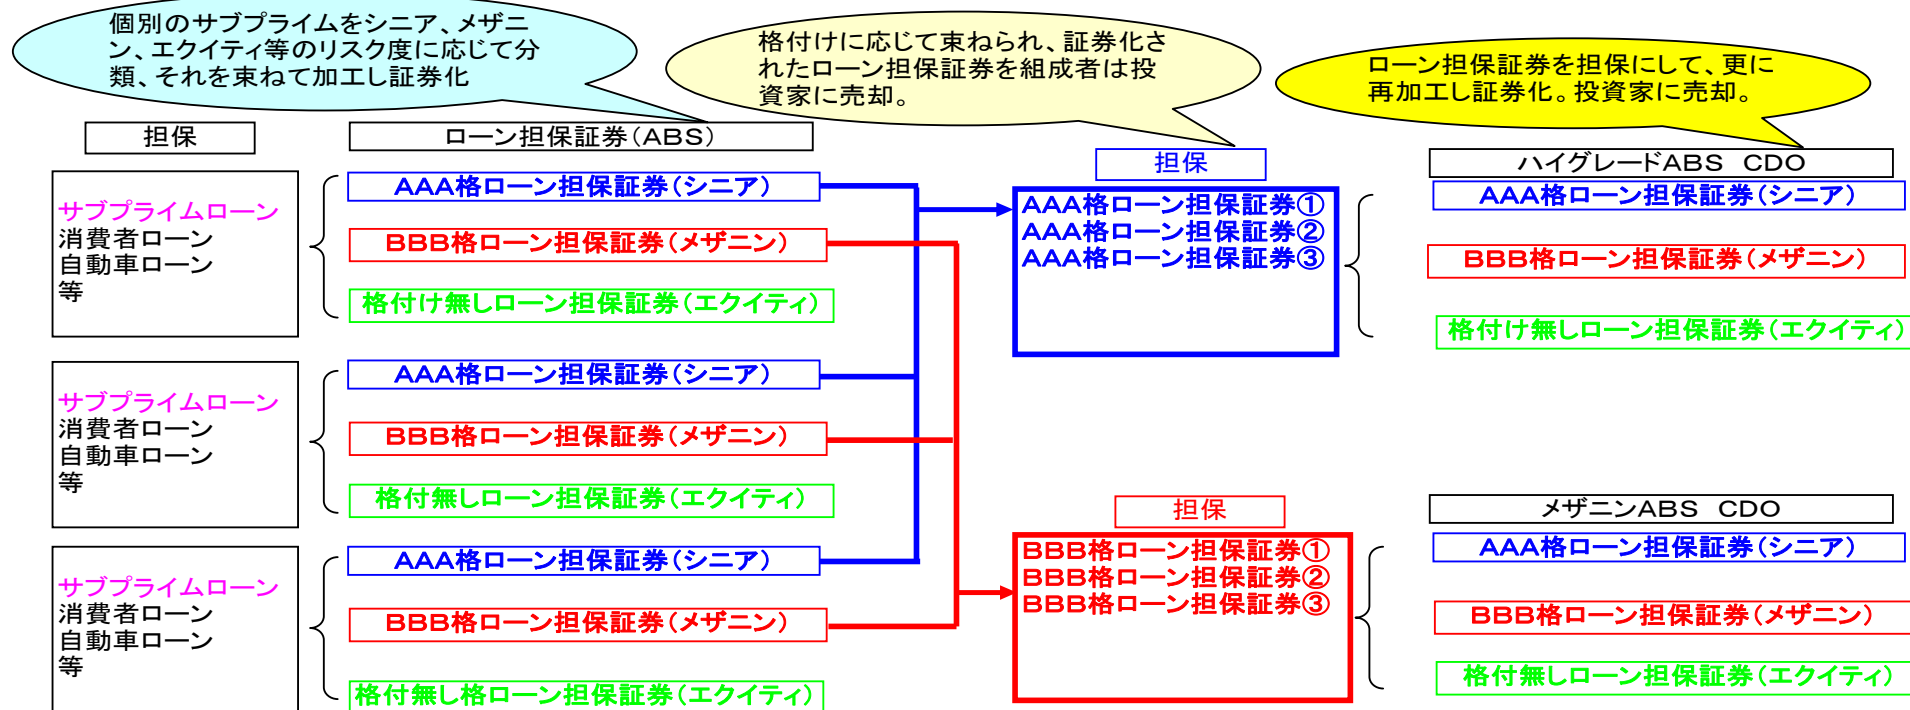 個別のサブプライムをシニア、メザニ
ン、エクイティ等のリスク度に応じて分
類、それを束ねて加工し証券化
格付けに応じて束ねられ、証券化さ
れたローン担保証券を組成者は投
資家に売却。
ローン担保証券を担保にして、更に
再加工し証券化。投資家に売却。
担保
ローン担保証券(ABS)
サブプライムローン
消費者ローン
自動車ローン
等
AAA格ローン担保証券(シニア)
BBB格ローン担保証券(メザニン)
格付け無しローン担保証券(エクイティ)
サブプライムローン
消費者ローン
自動車ローン
等
AAA格ローン担保証券(シニア)
BBB格ローン担保証券(メザニン)
格付無しローン担保証券(エクイティ)
サブプライムローン
消費者ローン
自動車ローン
等
AAA格ローン担保証券(シニア)
BBB格ローン担保証券(メザニン)
格付無し格ローン担保証券(エクイティ)
担保
AAA格ローン担保証券①
AAA格ローン担保証券②
AAA格ローン担保証券③
ハイグレードABS CDO
AAA格ローン担保証券(シニア)
BBB格ローン担保証券(メザニン)
格付け無しローン担保証券(エクイティ)
担保
BBB格ローン担保証券①
BBB格ローン担保証券②
BBB格ローン担保証券③
メザニンABS CDO
AAA格ローン担保証券(シニア)
BBB格ローン担保証券(メザニン)
格付無しローン担保証券(エクイティ)